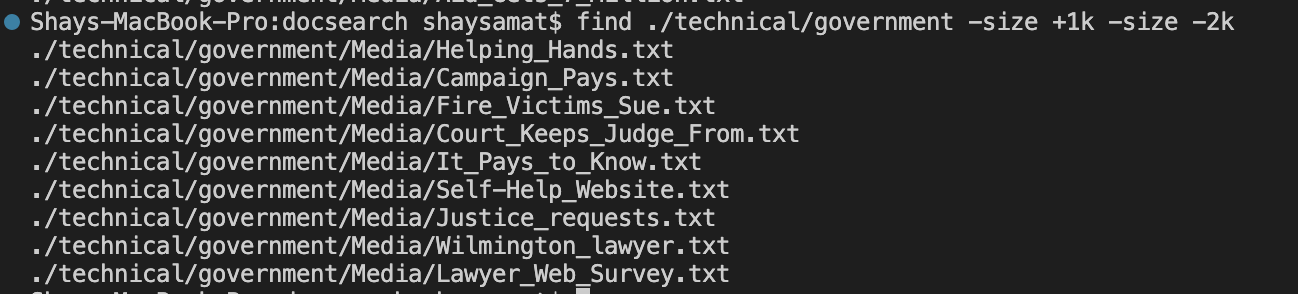 Shays-MacBook-Pro:docsearch shaysamat$ find ./technical/government -size +1k -size -2k
./technical/government/Media/Helping_Hands.txt
./technical/government/Media/Campaign_Pays.txt
./technical/government/Media/Fire_Victims_Sue.txt
./technical/government/Media/Court_Keeps_Judge_From.txt
./technical/government/Media/It_Pays_to_Know.txt
./technical/government/Media/Self-Help_Website.txt
./technical/government/Media/Justice_requests.txt
./technical/government/Media/Wilmington_lawyer.txt
./technical/government/Media/Lawyer_Web_Survey.txt